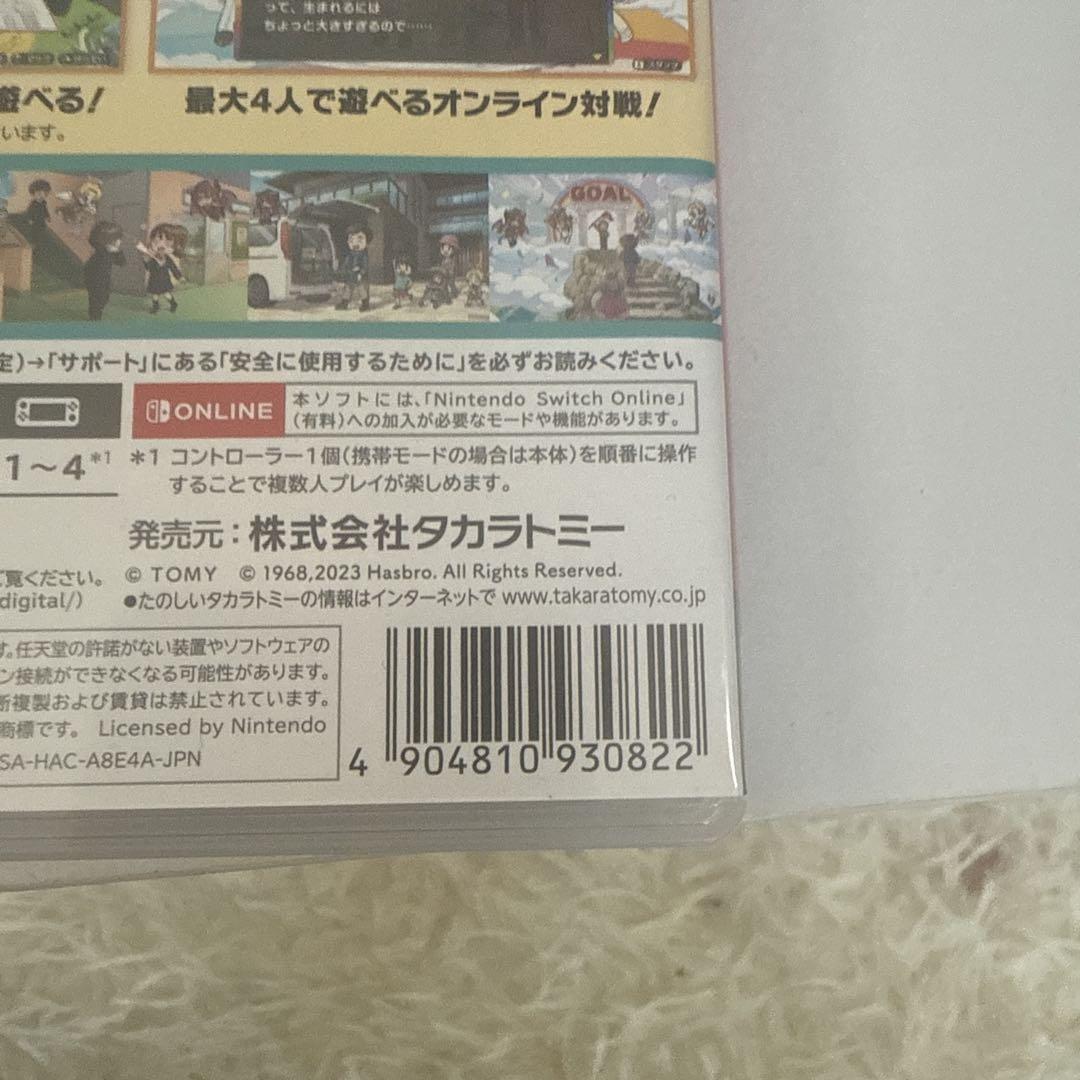 って、生まれるには
ちょっと大きすぎるので……
遊べる!
最大4人で遊べるオンライン対戦!
います。
GOAL
定)→「サポート」にある「安全に使用するために」を必ずお読みください。
ONLINE
本ソフトには、「Nintendo Switch Online」
(有料)への加入が必要なモードや機能があります。
1～4*1
*1 コントローラー1個(携帯モードの場合は本体)を順番に操作
することで複数人プレイが楽しめます。
発売元:株式会社タカラトミー
ご覧ください。
© TOMY © 1968,2023 Hasbro. All Rights Reserved.
digital/)
●たのしいタカラトミーの情報はインターネットで www.takaratomy.co.jp
す。任天堂の許諾がない装置やソフトウェアの
ン接続ができなくなる可能性があります。
断複製および賃貸は禁止されています。
商標です。 Licensed by Nintendo
SA-HAC-A8E4A-JPN
4 904810 930822